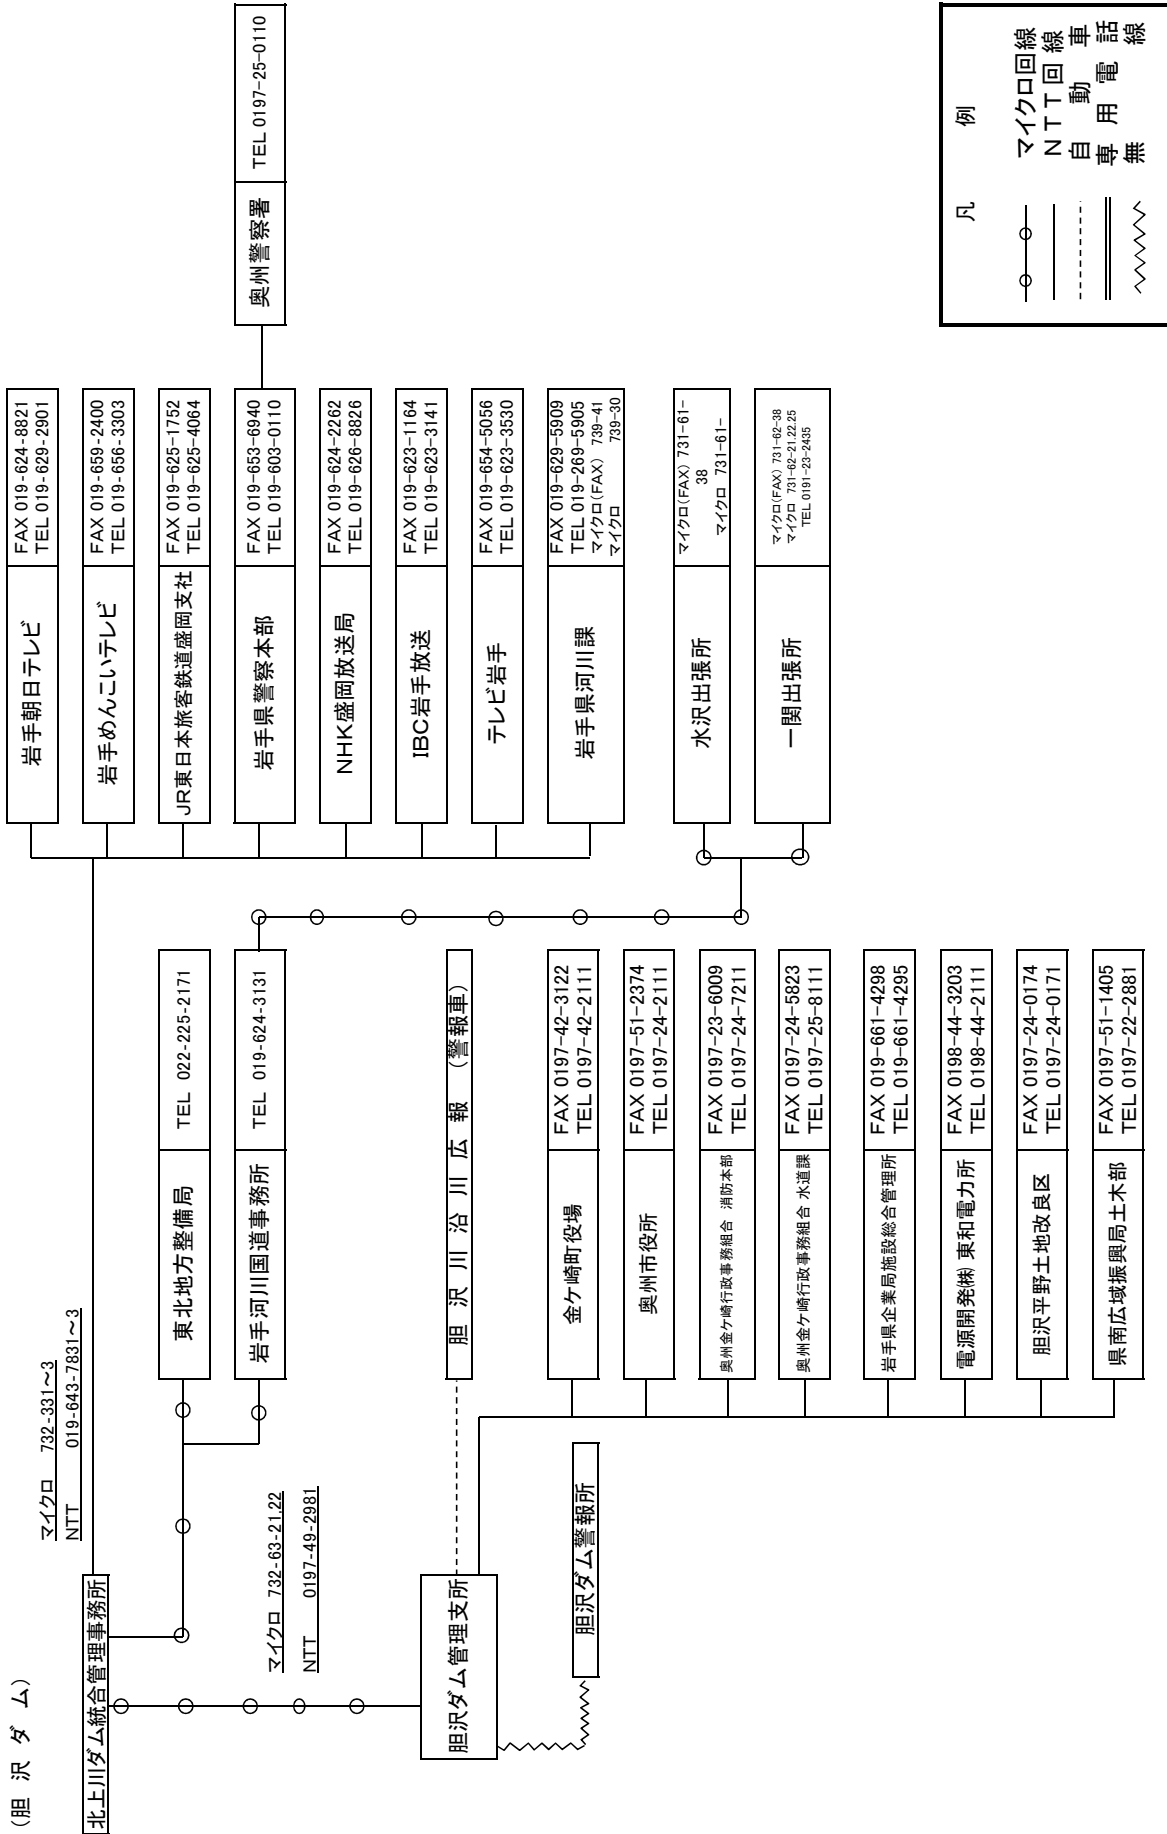 （胆 沢 ダ ム）
北上川ダム統合管理事務所
マイクロ 732-331～3
NTT 019-643-7831～3
マイクロ 732-63-21,22
NTT 0197-49-2981
胆沢ダム管理支所
胆沢ダム警報所
東北地方整備局
TEL 022-225-2171
岩手河川国道事務所
TEL 019-624-3131
胆 沢 川 沿 川 広 報 （警報車）
金ケ崎町役場
FAX 0197-42-3122
TEL 0197-42-2111
奥州市役所
FAX 0197-51-2374
TEL 0197-24-2111
奥州金ケ崎行政事務組合 消防本部
FAX 0197-23-6009
TEL 0197-24-7211
奥州金ケ崎行政事務組合 水道課
FAX 0197-24-5823
TEL 0197-25-8111
岩手県企業局施設総合管理所
FAX 019-661-4298
TEL 019-661-4295
電源開発㈱ 東和電力所
FAX 0198-44-3203
TEL 0198-44-2111
胆沢平野土地改良区
FAX 0197-24-0174
TEL 0197-24-0171
県南広域振興局土木部
FAX 0197-51-1405
TEL 0197-22-2881
岩手朝日テレビ
FAX 019-624-8821
TEL 019-629-2901
岩手めんこいテレビ
FAX 019-659-2400
TEL 019-656-3303
JR東日本旅客鉄道盛岡支社
FAX 019-625-1752
TEL 019-625-4064
岩手県警察本部
FAX 019-653-6940
TEL 019-603-0110
NHK盛岡放送局
FAX 019-624-2262
TEL 019-626-8826
IBC岩手放送
FAX 019-623-1164
TEL 019-623-3141
テレビ岩手
FAX 019-654-5056
TEL 019-623-3530
岩手県河川課
FAX 019-629-5909
TEL 019-269-5905
マイクロ(FAX) 739-41
マイクロ 739-30
水沢出張所
マイクロ(FAX) 731-61-
38
マイクロ 731-61-
一関出張所
マイクロ(FAX) 731-62-38
マイクロ 731-62-21.22.25
TEL 0191-23-2435
奥州警察署
TEL 0197-25-0110
凡 例
マイクロ回線
ＮＴＴ回線
自 動 車
専 用 電 話
無 線